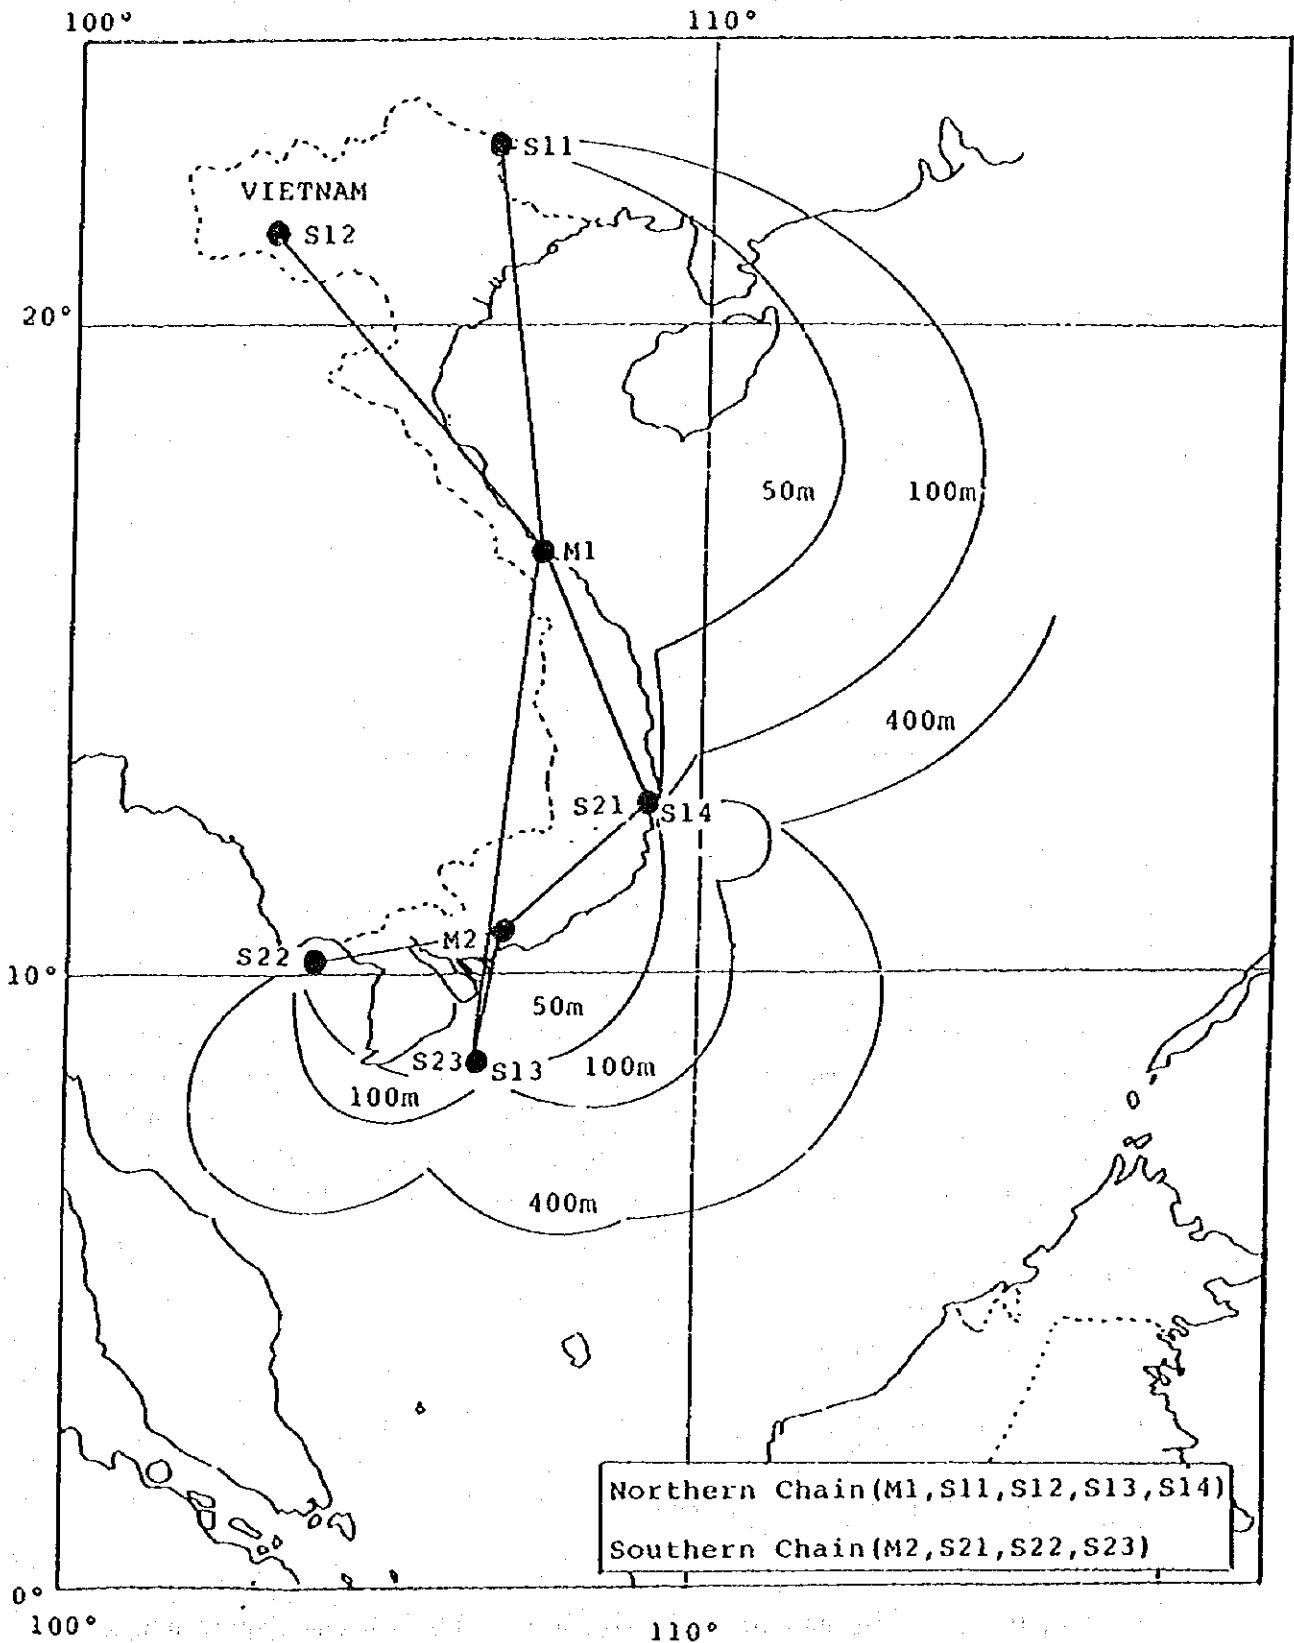 100°
110°
S11
VIETNAM
S12
20°
50m
100m
M1
400m
S21
S14
M2
S22
10°
50m
S23
S13
100m
100m
400m
Northern Chain(M1,S11,S12,S13,S14)
Southern Chain(M2,S21,S22,S23)
0°
100°
110°